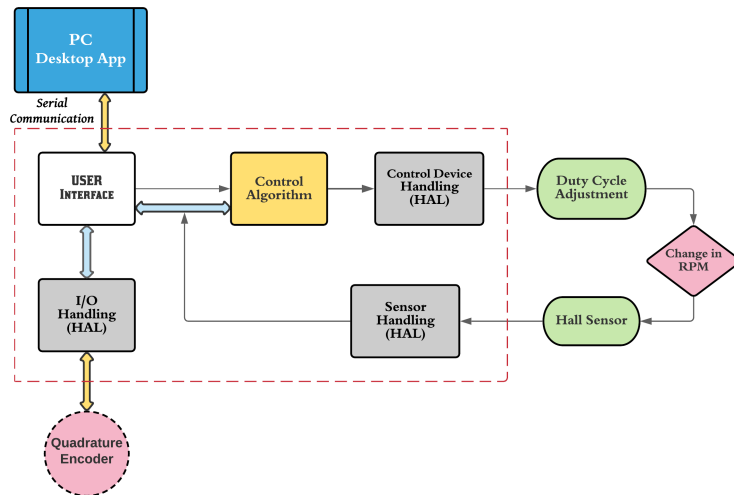 PC
Desktop App
Serial
Communication
USER
INTERFACE
Control
Algorithm
Control Device
Handling
(HAL)
Duty Cycle
Adjustment
Change in
RPM
I/O
Handling
(HAL)
Sensor
Handling
(HAL)
Hall Sensor
Quadrature
Encoder